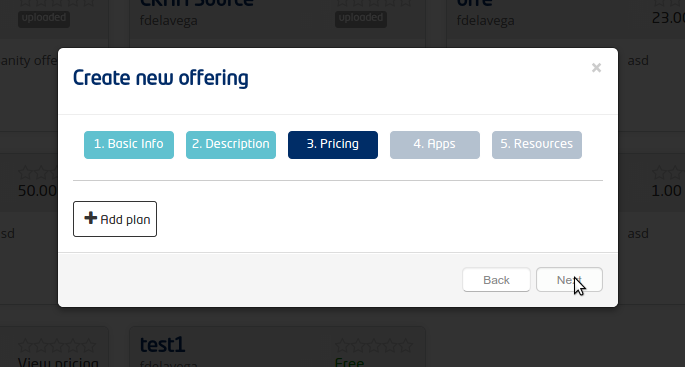 CKAN Source
offe
uploaded
fdelavega
uploaded
fdelavega
23.00
anity offe
asd
Create new offering
×
1. Basic Info
2. Description
3. Pricing
4. Apps
5. Resources
50.00
1.00
Add plan
sd
asd
Back
Next
View pricing
test1
fdelavega
Free